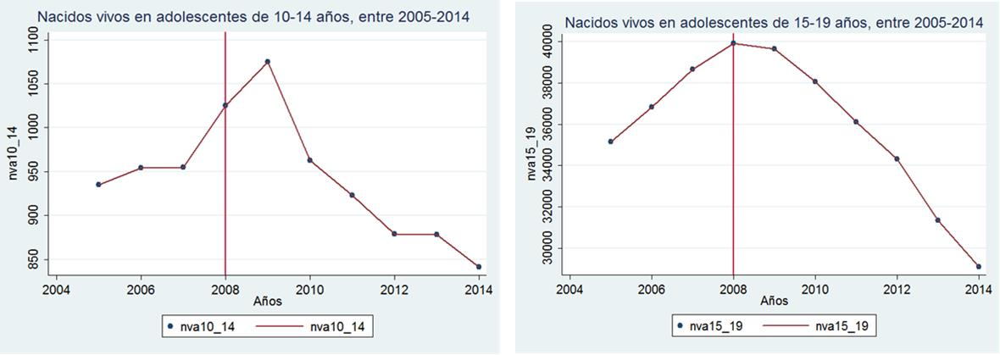 Nacidos vivos en adolescentes de 10-14 años, entre 2005-2014
1100
1050
1000
950
900
850
nva10_14
2004 2006 2008 2010 2012 2014
Años
nva10_14 nva10_14
Nacidos vivos en adolescentes de 15-19 años, entre 2005-2014
40000
38000
36000
34000
32000
30000
nva15_19
2004 2006 2008 2010 2012 2014
Años
nva15_19 nva15_19